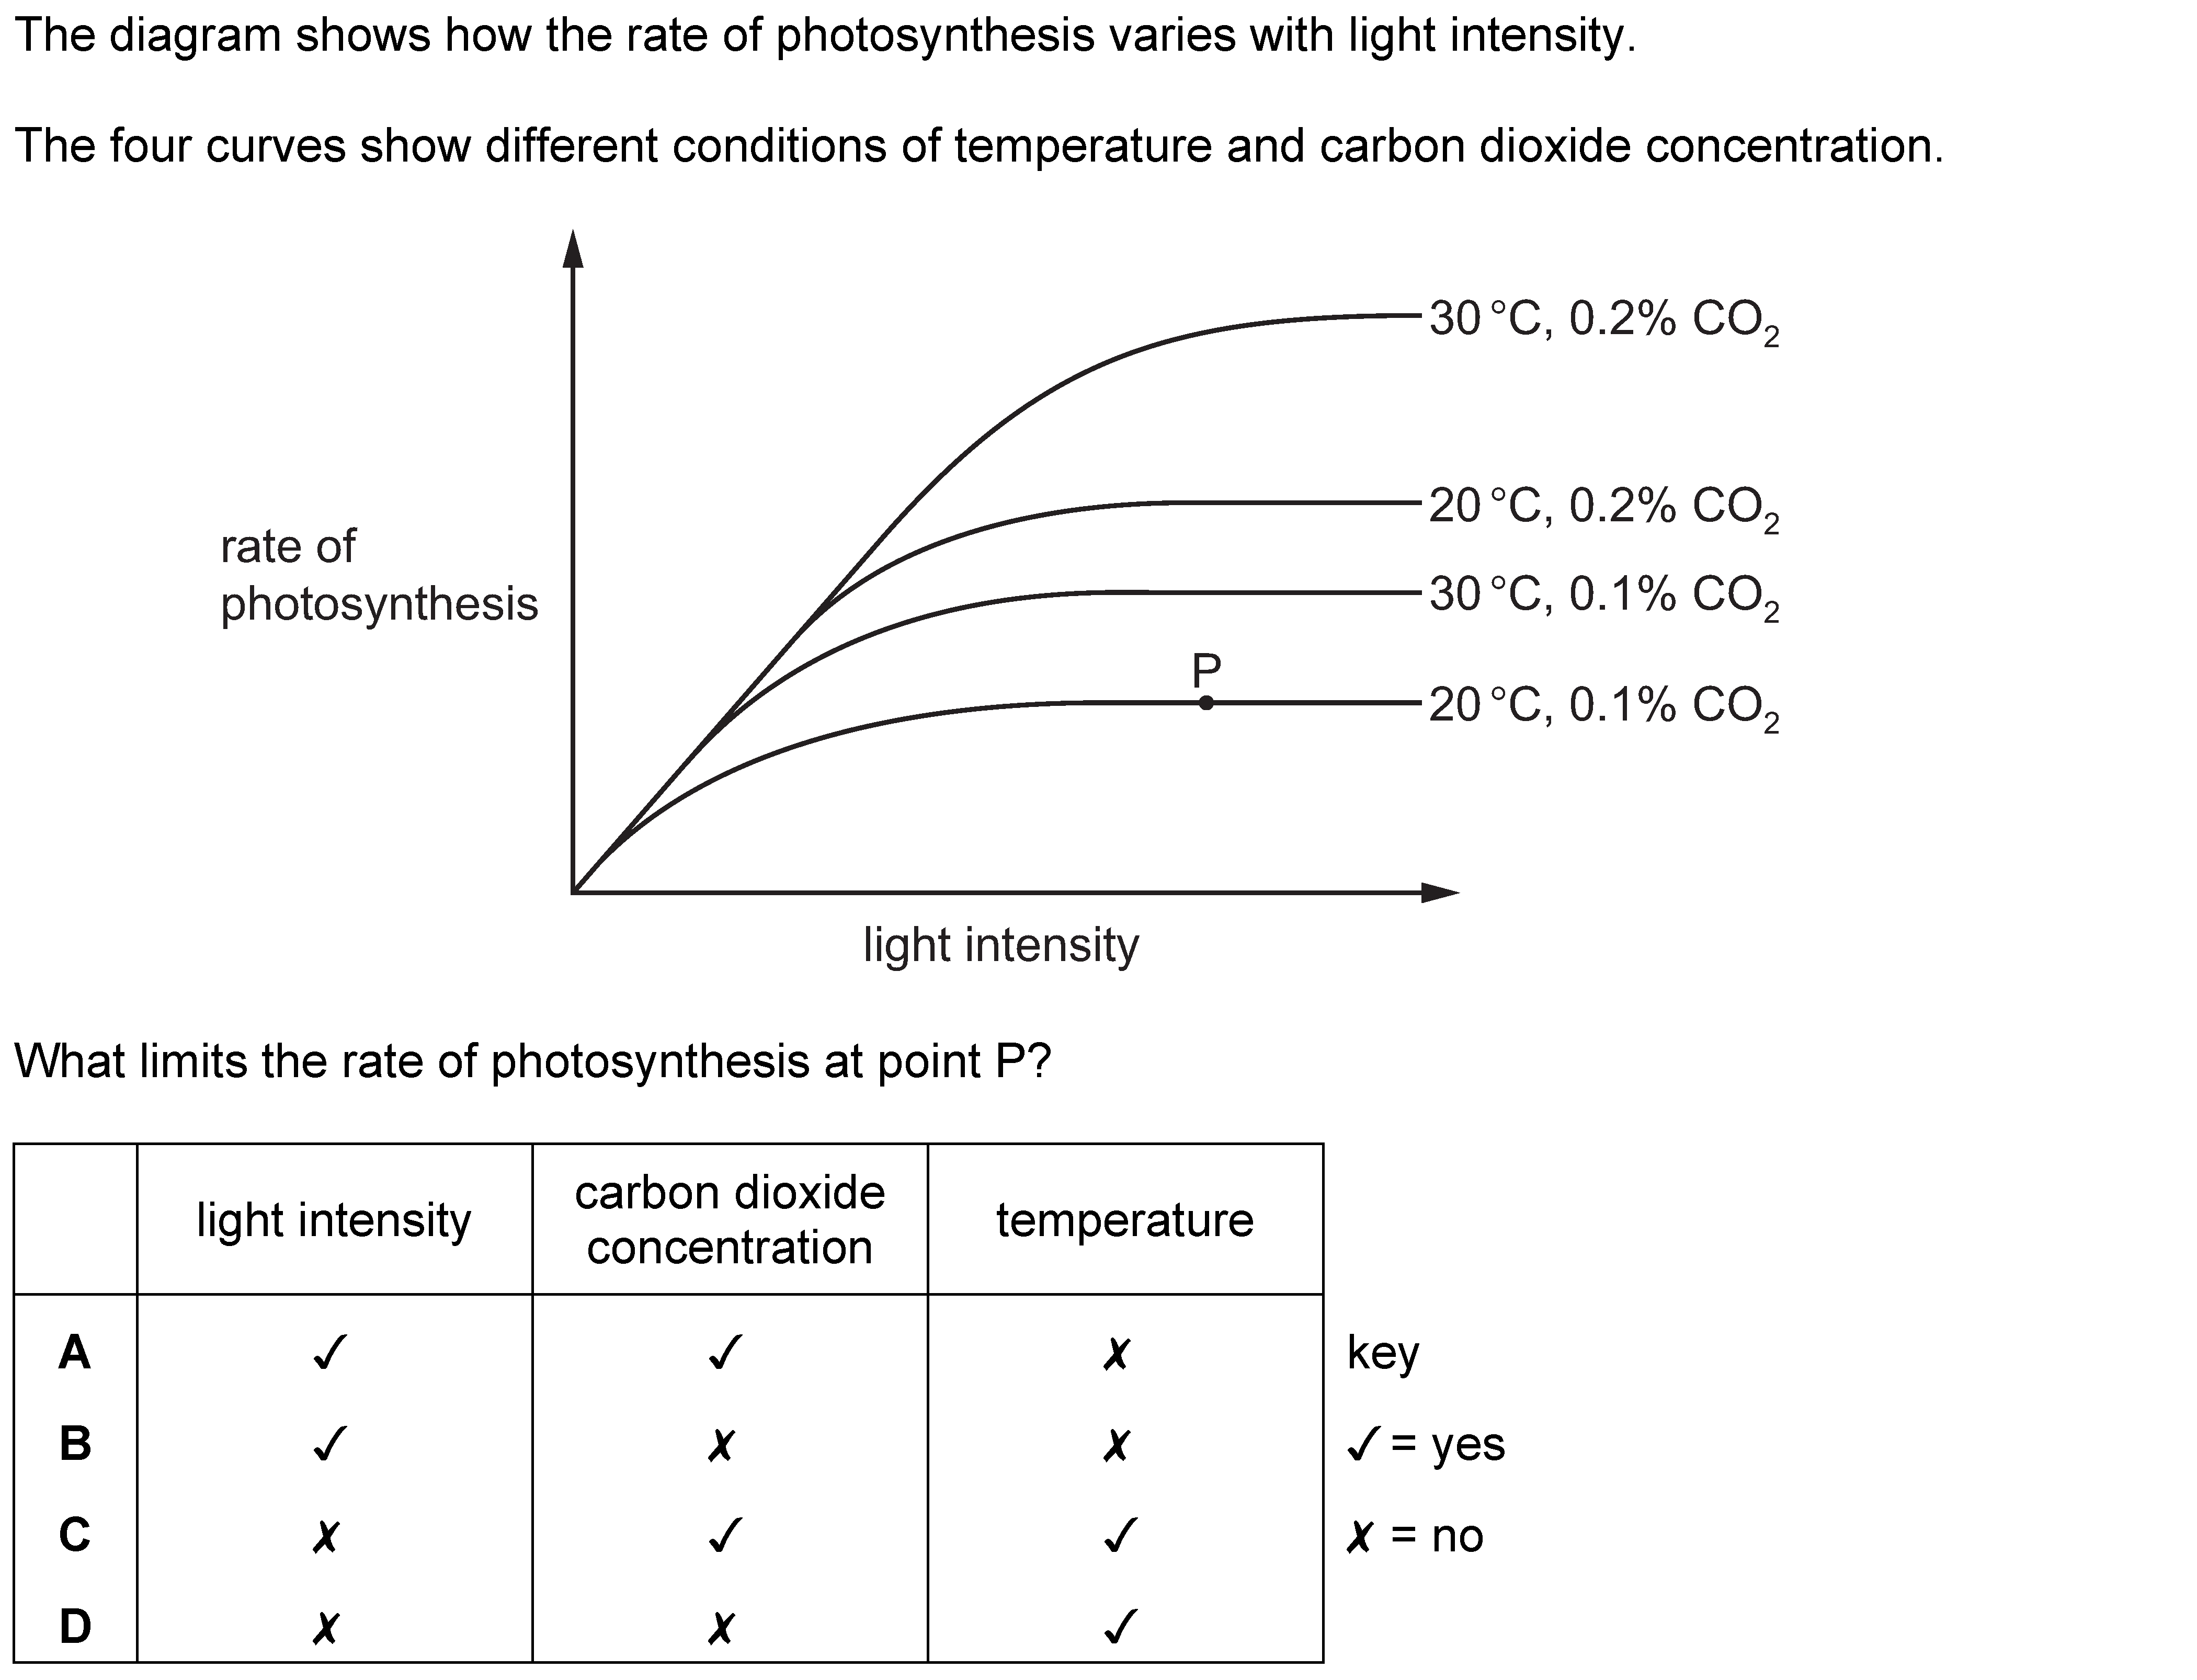 The diagram shows how the rate of photosynthesis varies with light intensity.
The four curves show different conditions of temperature and carbon dioxide concentration.
30 °C, 0.2% CO₂
20 °C, 0.2% CO₂
rate of
photosynthesis
30 °C, 0.1% CO₂
P
20 °C, 0.1% CO₂
light intensity
What limits the rate of photosynthesis at point P?
light intensity
carbon dioxide
concentration
temperature
A ✓ ✓ ✗
key
B ✓ ✗ ✗
✓ = yes
C ✗ ✓ ✓
✗ = no
D ✗ ✗ ✓